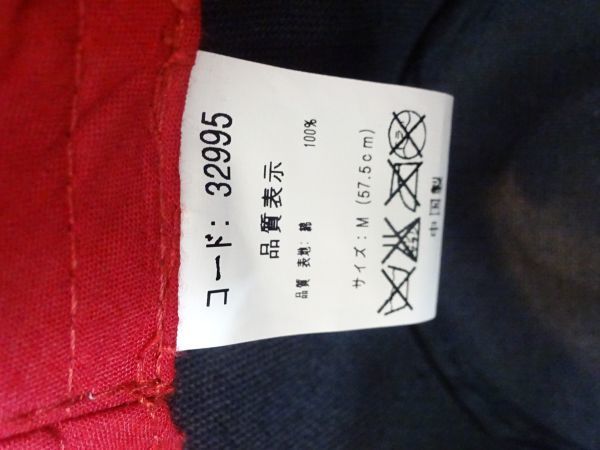 コード: 32995
品質表示
品質 表地: 綿 100%
サイズ: M (57.5cm)
中国製